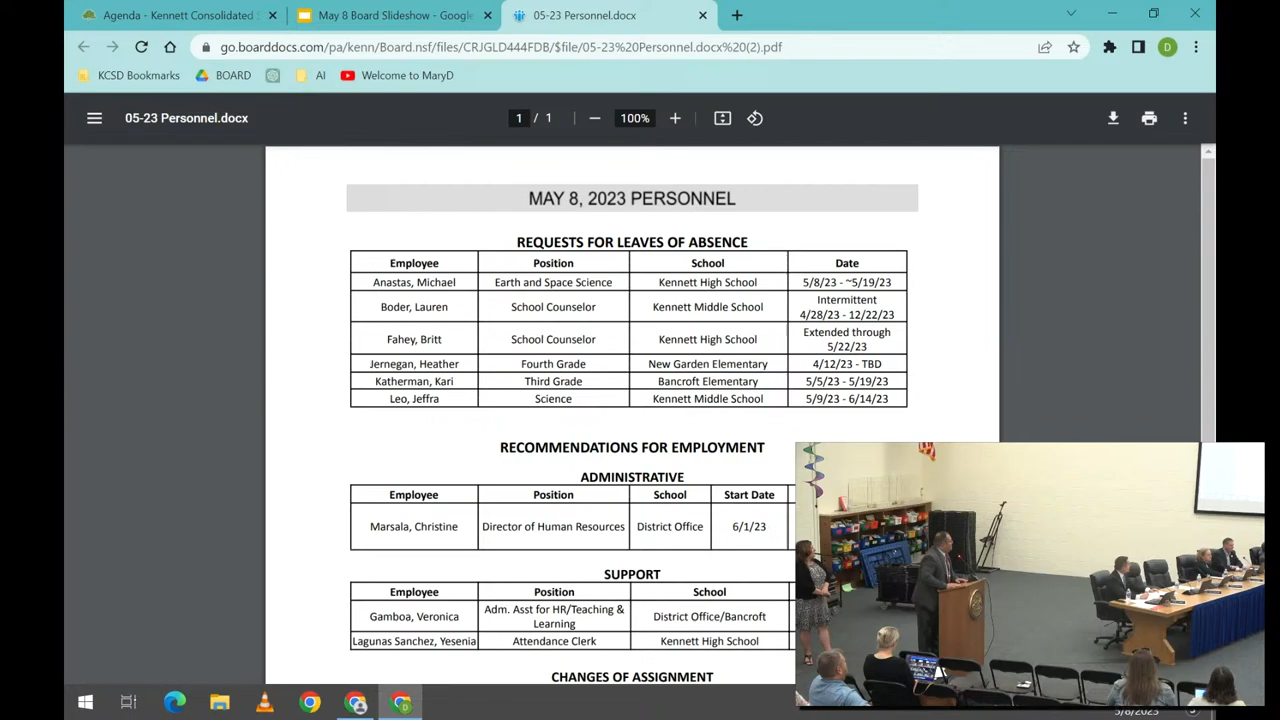 Agenda - Kennett Consolidated
May 8 Board Slideshow - Google
05-23 Personnel.docx
go.boarddocs.com/pa/kenn/Board.nsf/files/CRJGLD444FDB/$file/05-23%20Personnel.docx%20(2).pdf
D
KCSD Bookmarks BOARD AI Welcome to MaryD
05-23 Personnel.docx 1 / 1 100%
MAY 8, 2023 PERSONNEL
REQUESTS FOR LEAVES OF ABSENCE
Employee Position School Date
Anastas, Michael Earth and Space Science Kennett High School 5/8/23 - ~5/19/23
Boder, Lauren School Counselor Kennett Middle School Intermittent
4/28/23 - 12/22/23
Fahey, Britt School Counselor Kennett High School Extended through
5/22/23
Jernegan, Heather Fourth Grade New Garden Elementary 4/12/23 - TBD
Katherman, Kari Third Grade Bancroft Elementary 5/5/23 - 5/19/23
Leo, Jeffra Science Kennett Middle School 5/9/23 - 6/14/23
RECOMMENDATIONS FOR EMPLOYMENT
ADMINISTRATIVE
Employee Position School Start Date
Marsala, Christine Director of Human Resources District Office 6/1/23
SUPPORT
Employee Position School
Gamboa, Veronica Adm. Asst for HR/Teaching &
Learning District Office/Bancroft
Lagunas Sanchez, Yesenia Attendance Clerk Kennett High School
CHANGES OF ASSIGNMENT
5/8/2023